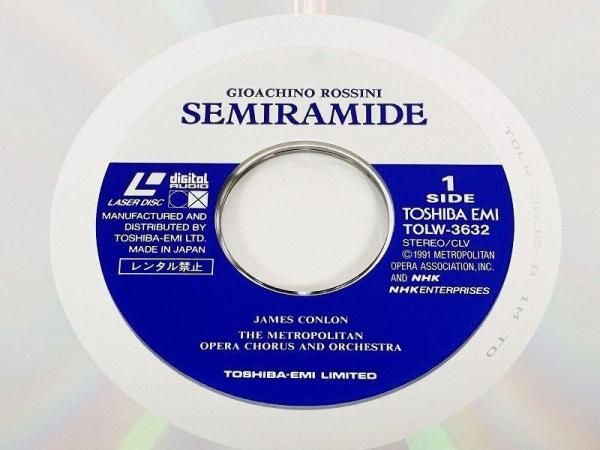 GIOACHINO ROSSINI
SEMIRAMIDE
LASER DISC
digital
AUDIO
MANUFACTURED AND
DISTRIBUTED BY
TOSHIBA-EMI LTD.
MADE IN JAPAN
レンタル禁止
1
SIDE
TOSHIBA EMI
TOLW-3632
STEREO/CLV
©1991 METROPOLITAN
OPERA ASSOCIATION, INC.
AND NHK
NHK ENTERPRISES
JAMES CONLON
THE METROPOLITAN
OPERA CHORUS AND ORCHESTRA
TOSHIBA-EMI LIMITED